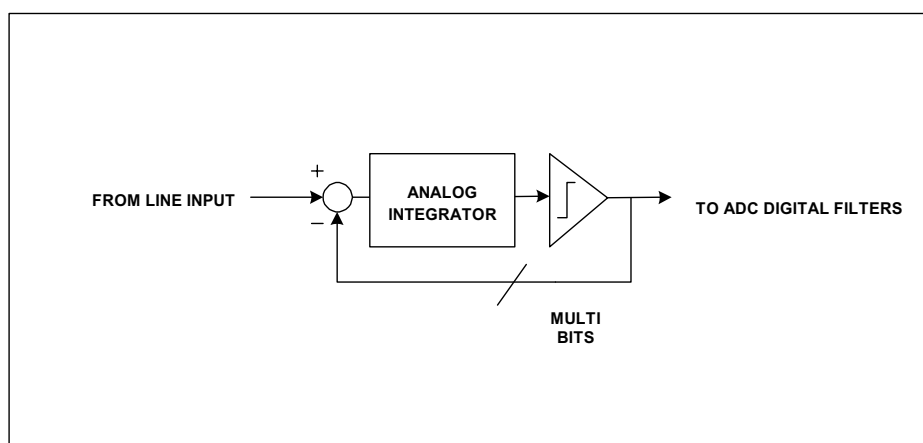 +
FROM LINE INPUT
−
ANALOG
INTEGRATOR
TO ADC DIGITAL FILTERS
MULTI
BITS